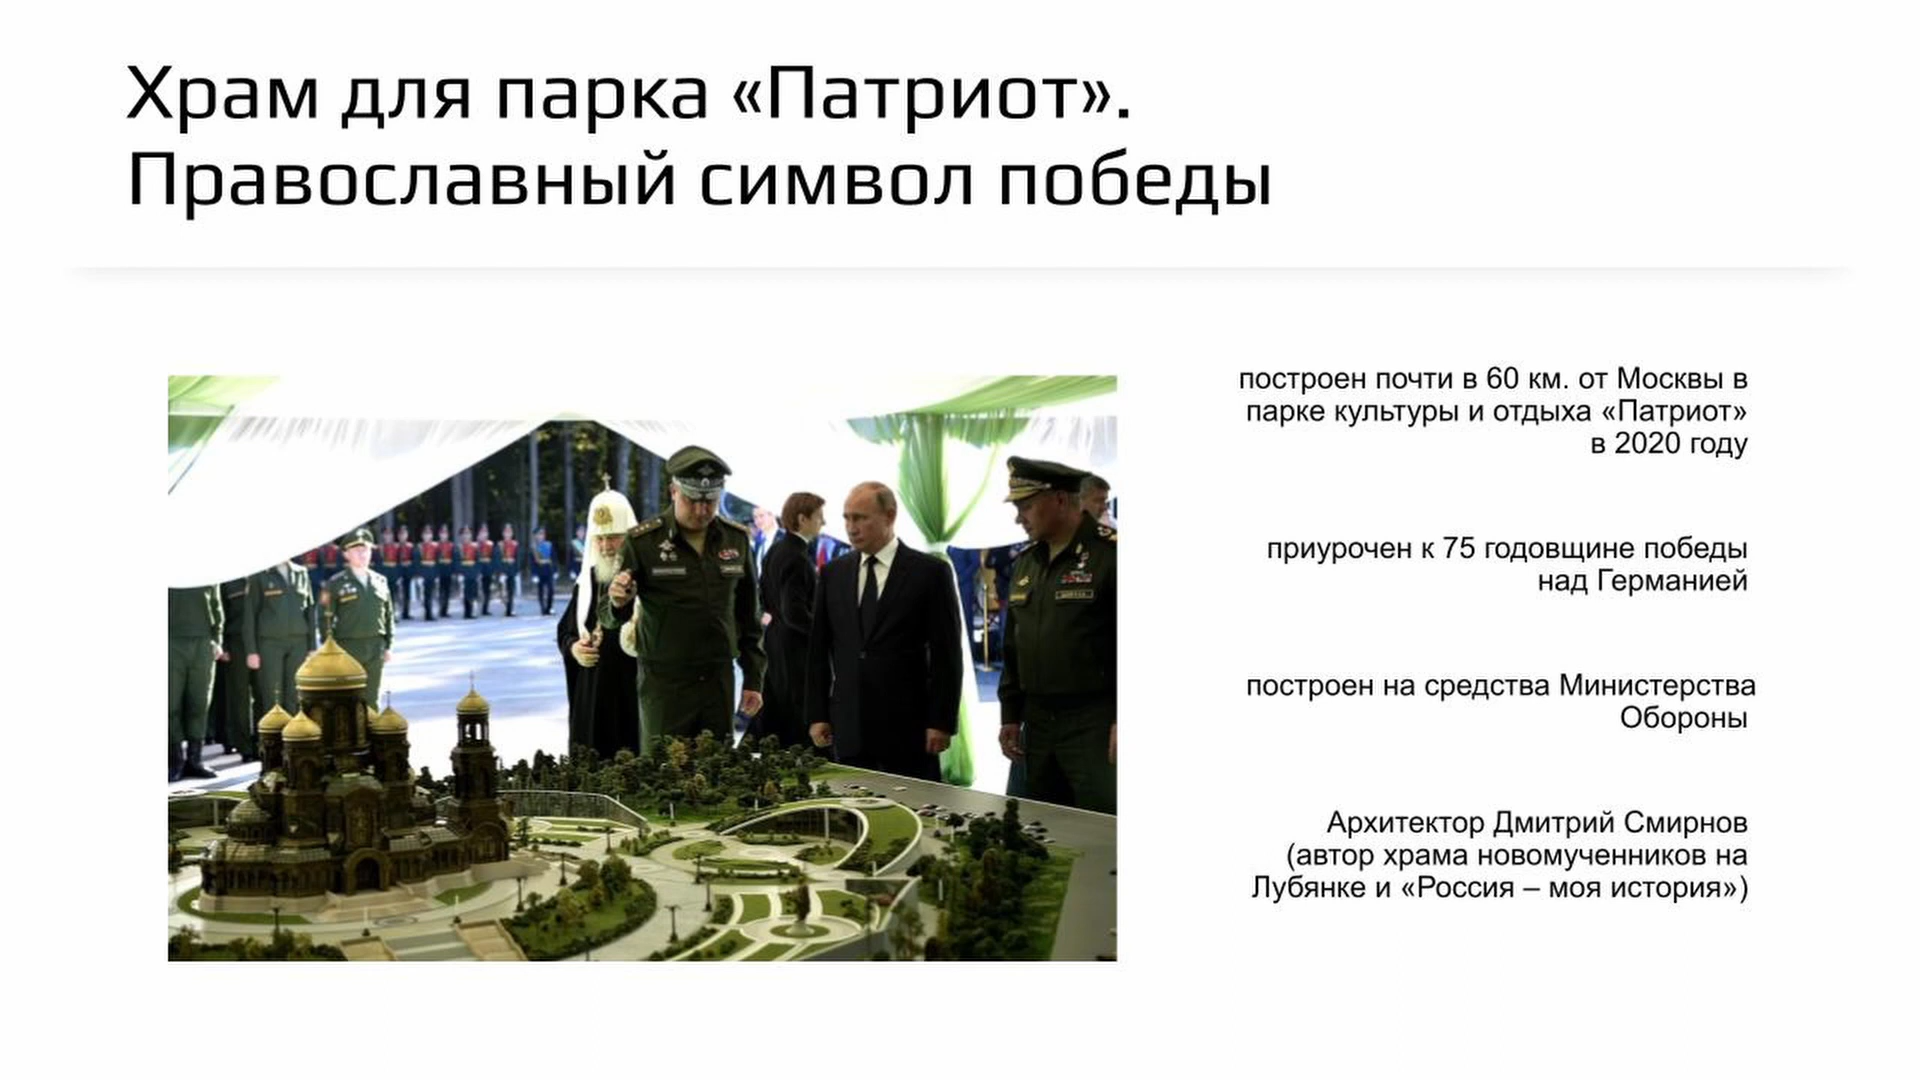 Храм для парка «Патриот».
Православный символ победы
построен почти в 60 км. от Москвы в
парке культуры и отдыха «Патриот»
в 2020 году
приурочен к 75 годовщине победы
над Германией
построен на средства Министерства
Обороны
Архитектор Дмитрий Смирнов
(автор храма новомученников на
Лубянке и «Россия – моя история»)